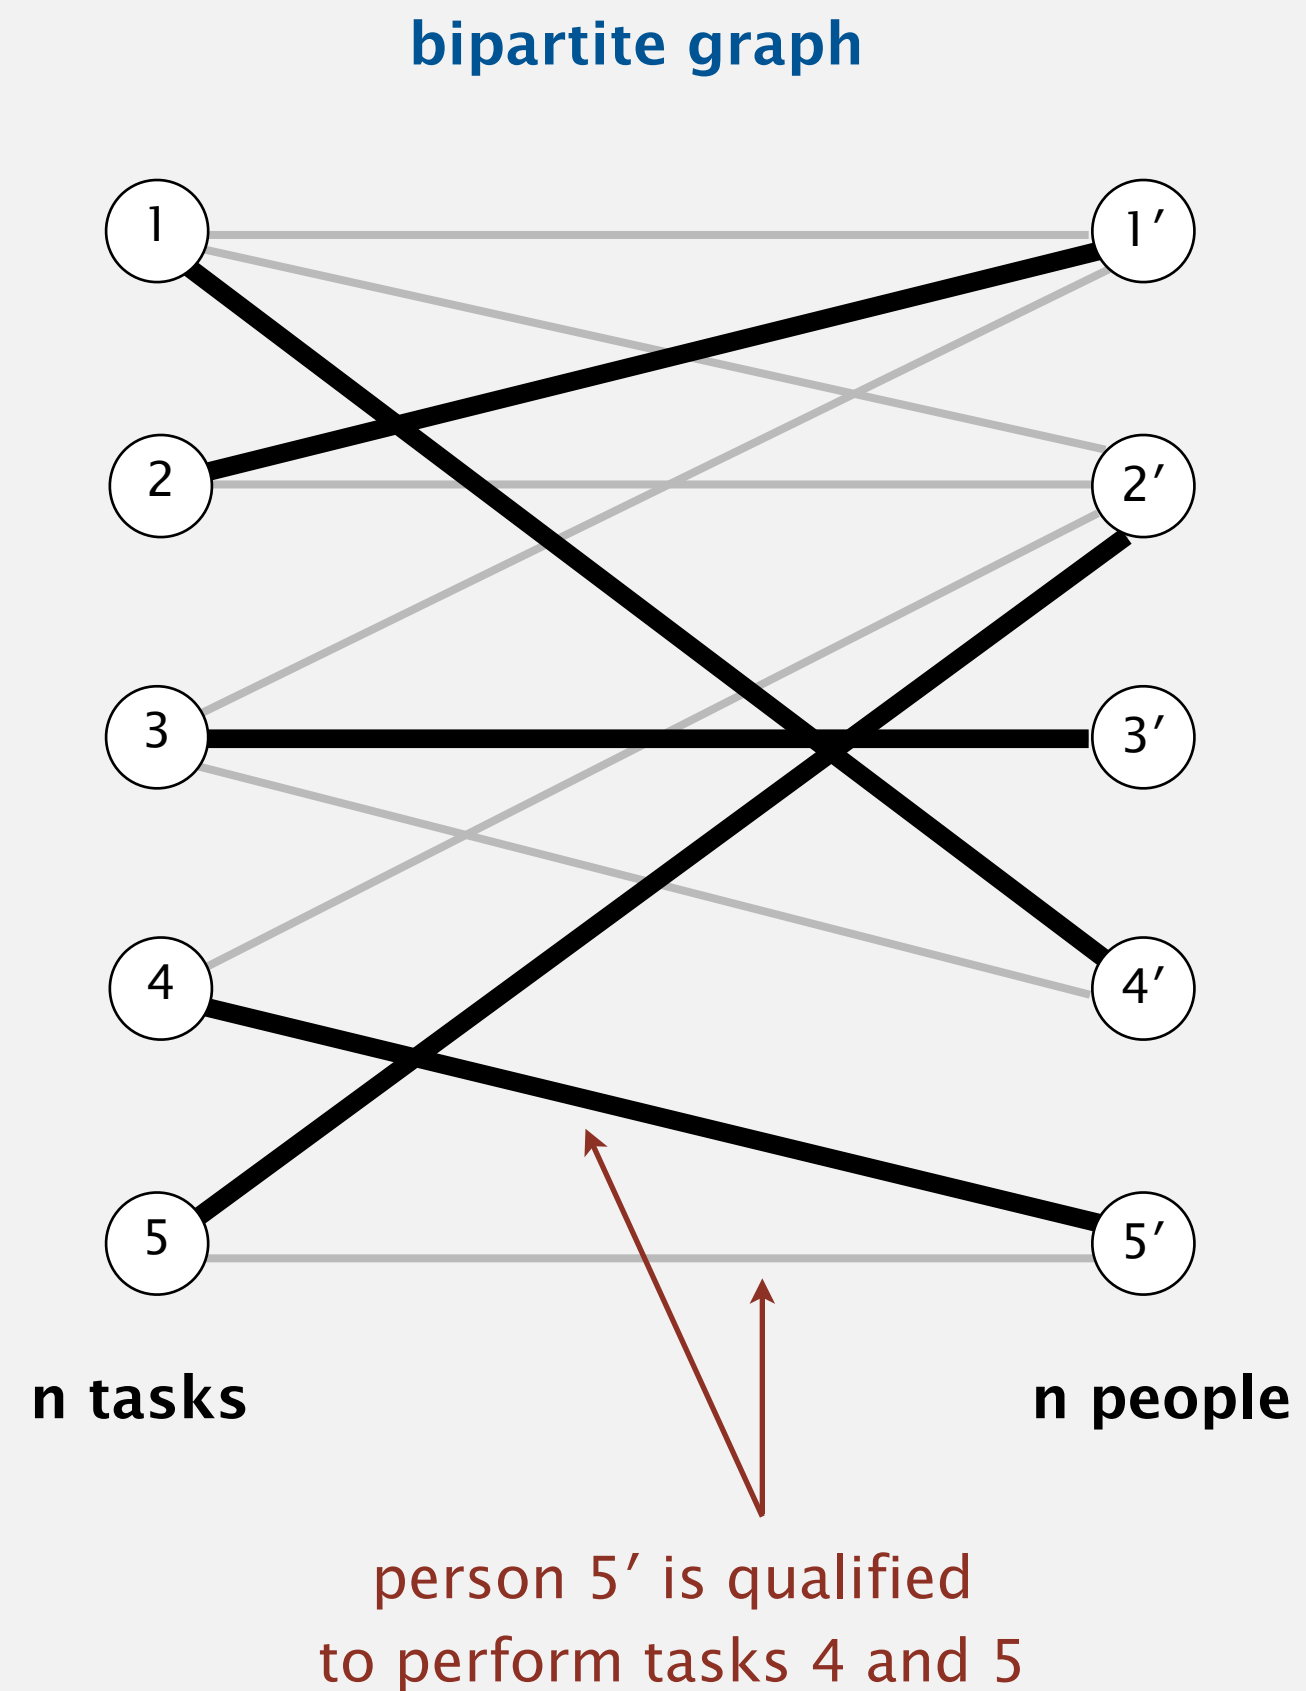 bipartite graph
1
1′
2
2′
3
3′
4
4′
5
5′
n tasks
n people
person 5′ is qualified
to perform tasks 4 and 5